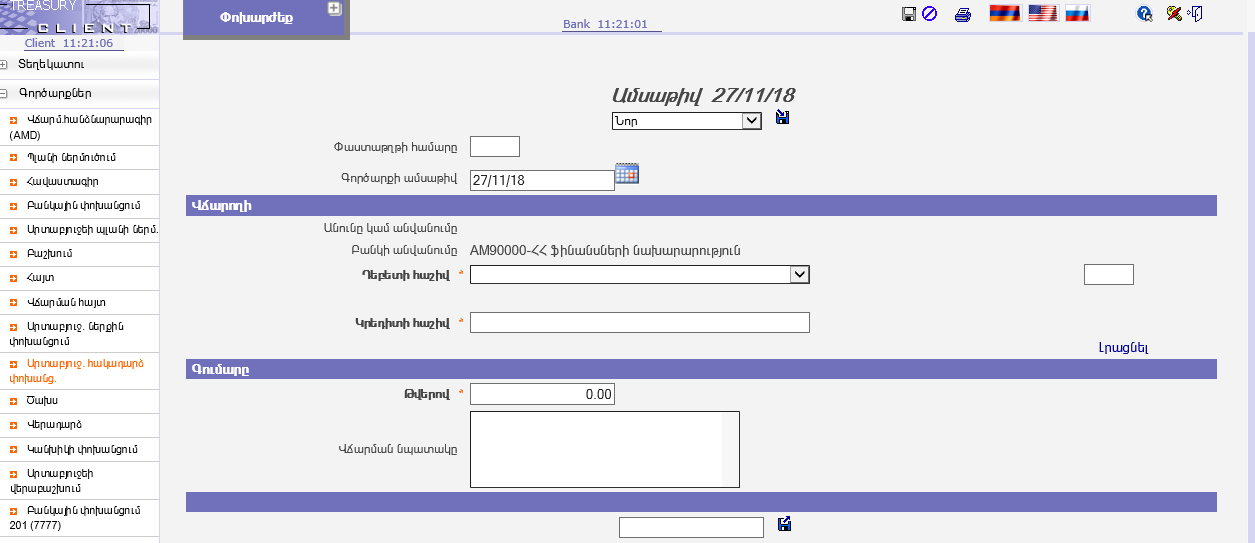 TREASURY
CLIENT
Client 11:21:06
Փոխարժեք
Bank 11:21:01
Տեղեկատու
Գործարքներ
Վճարմ.հանձնարարագիր
(AMD)
Պլանի ներմուծում
Հավաստագիր
Բանկային փոխանցում
Արտաբյուջեի պլանի ներմ.
Բաշխում
Հայտ
Վճարման հայտ
Արտաբյուջ. ներքին
փոխանցում
Արտաբյուջ. հակադարձ
փոխանց.
Ծախս
Վերադարձ
Կանխիկի փոխանցում
Արտաբյուջեի
վերաբաշխում
Բանկային փոխանցում
201 (7777)
Ամսաթիվ 27/11/18
Նոր
Փաստաթղթի համարը
Գործարքի ամսաթիվ 27/11/18
Վճարողի
Անունը կամ անվանումը
Բանկի անվանումը AM90000-ՀՀ ֆինանսների նախարարություն
Դեբետի հաշիվ *
Կրեդիտի հաշիվ *
Լրացնել
Գումարը
Թվերով * 0.00
Վճարման նպատակը